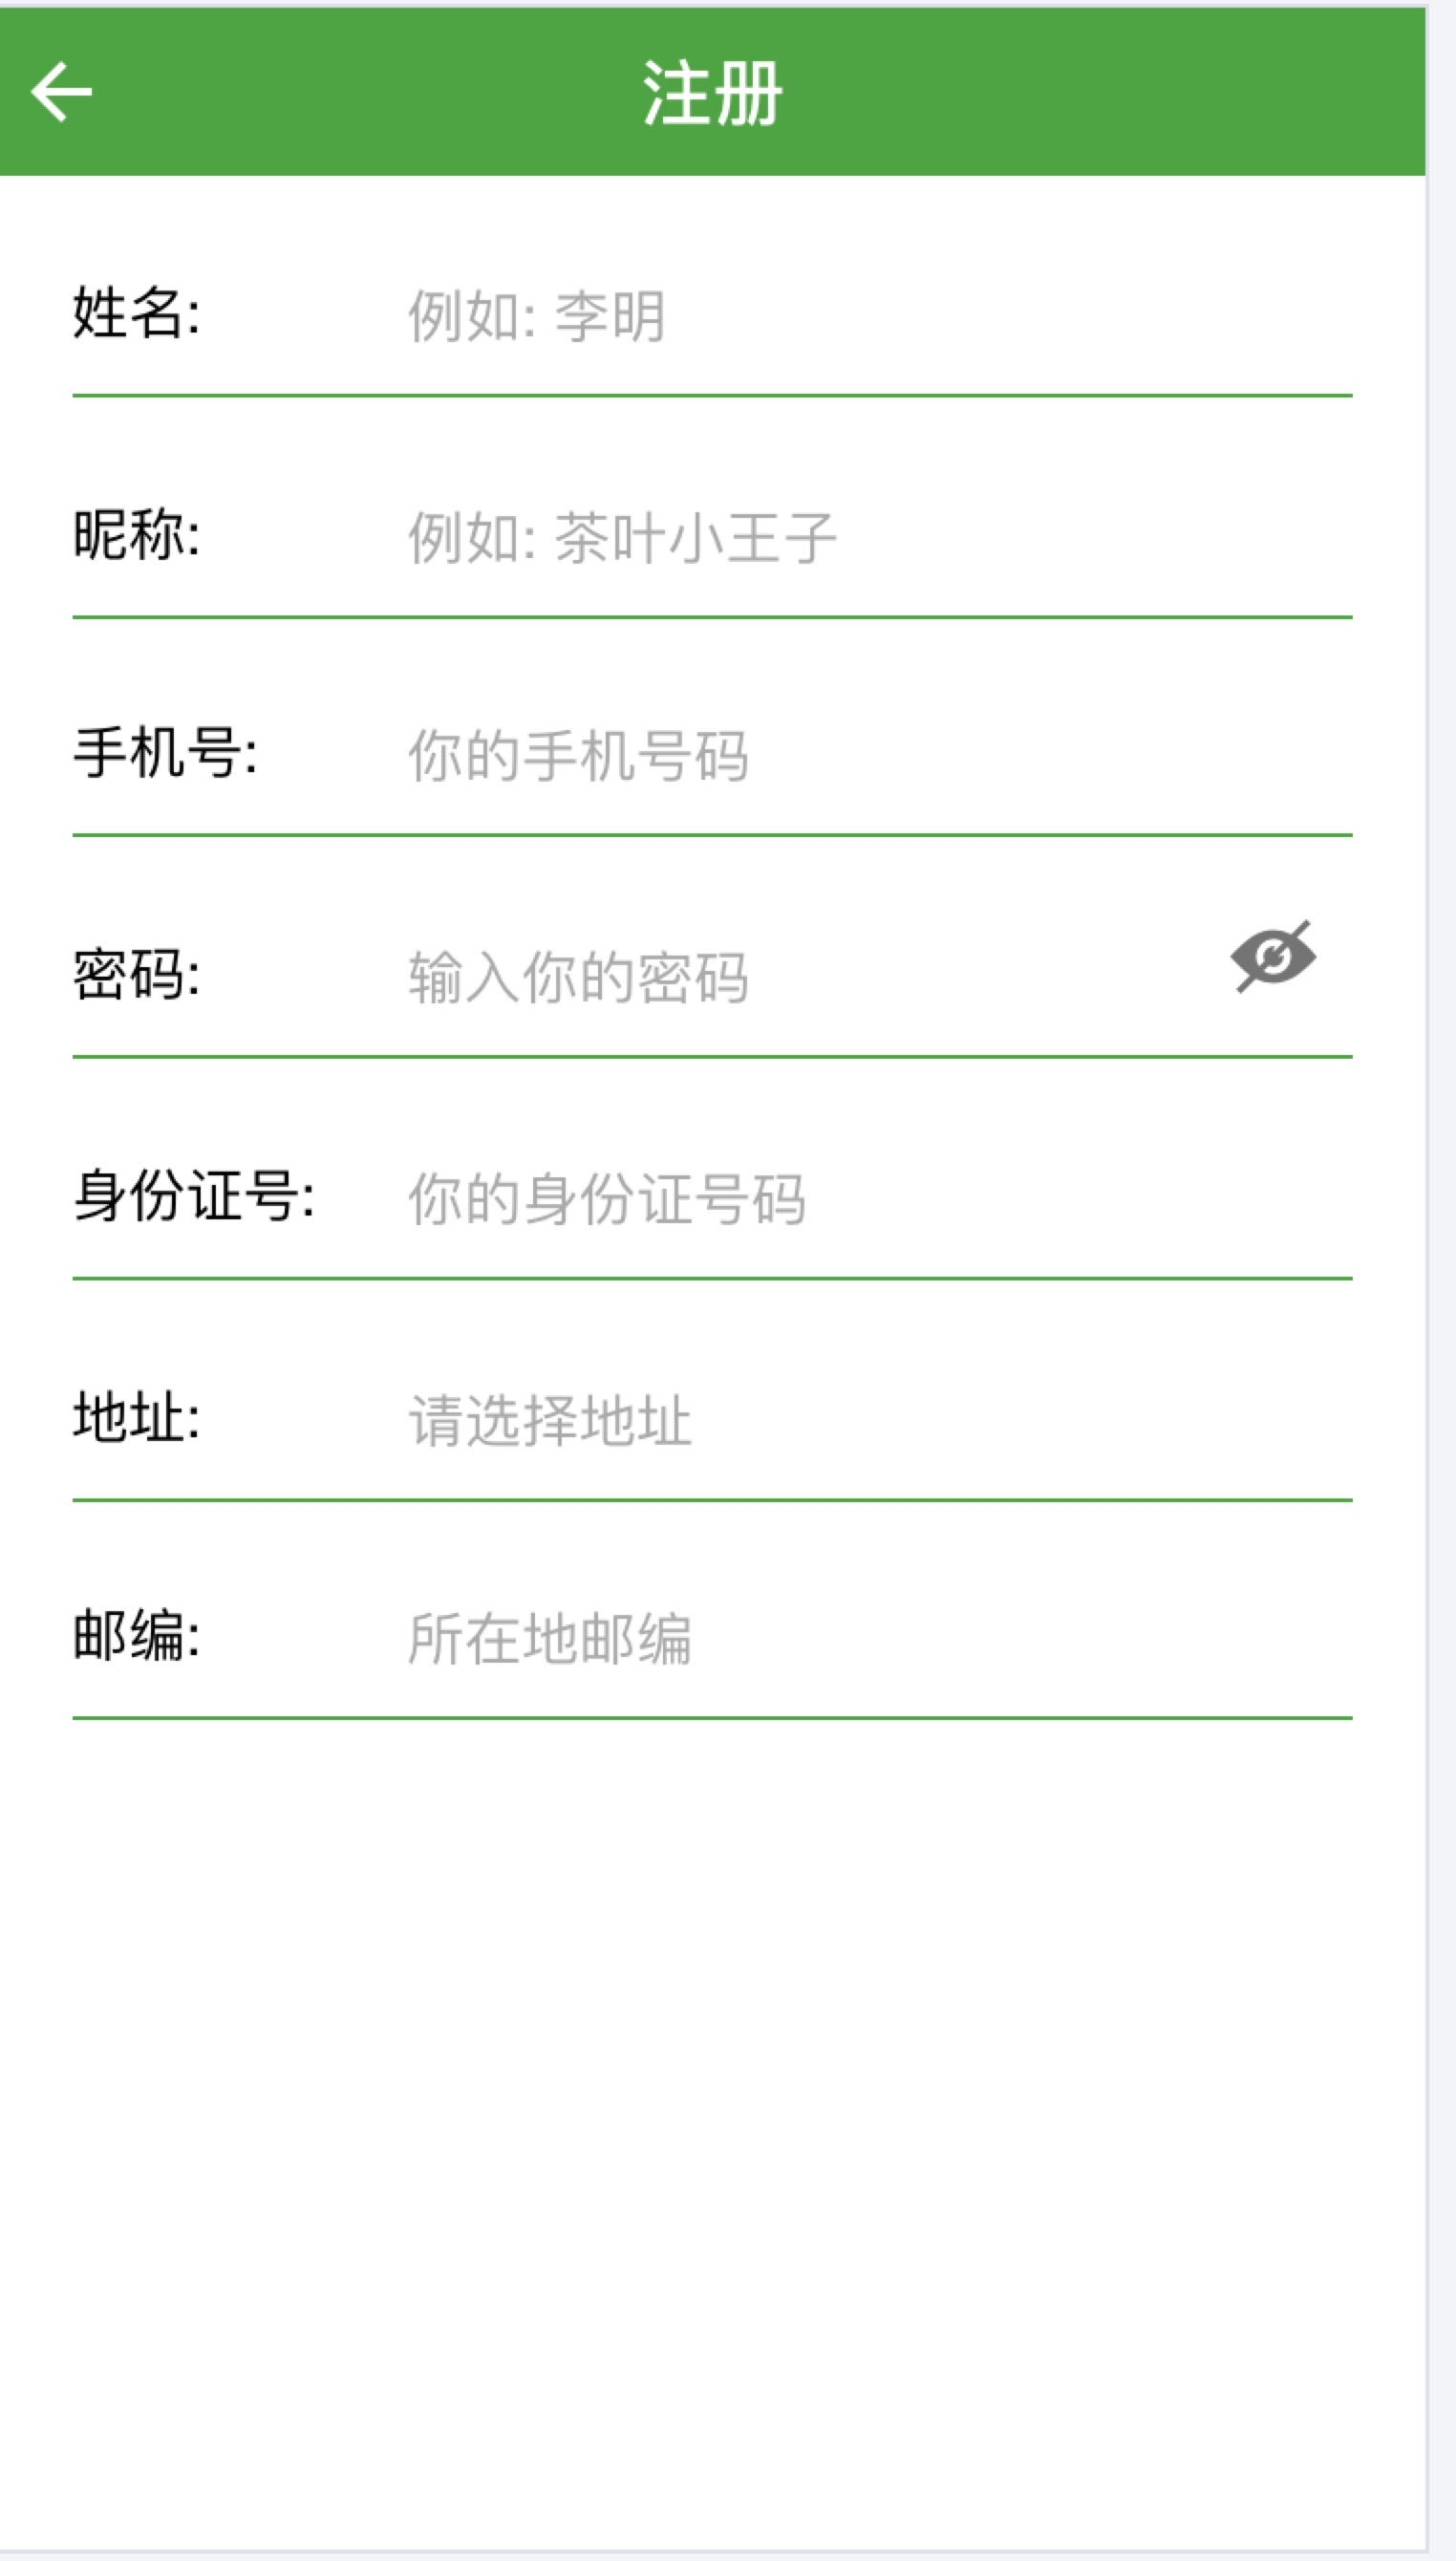 注册
姓名: 例如: 李明
昵称: 例如: 茶叶小王子
手机号: 你的手机号码
密码: 输入你的密码
身份证号: 你的身份证号码
地址: 请选择地址
邮编: 所在地邮编